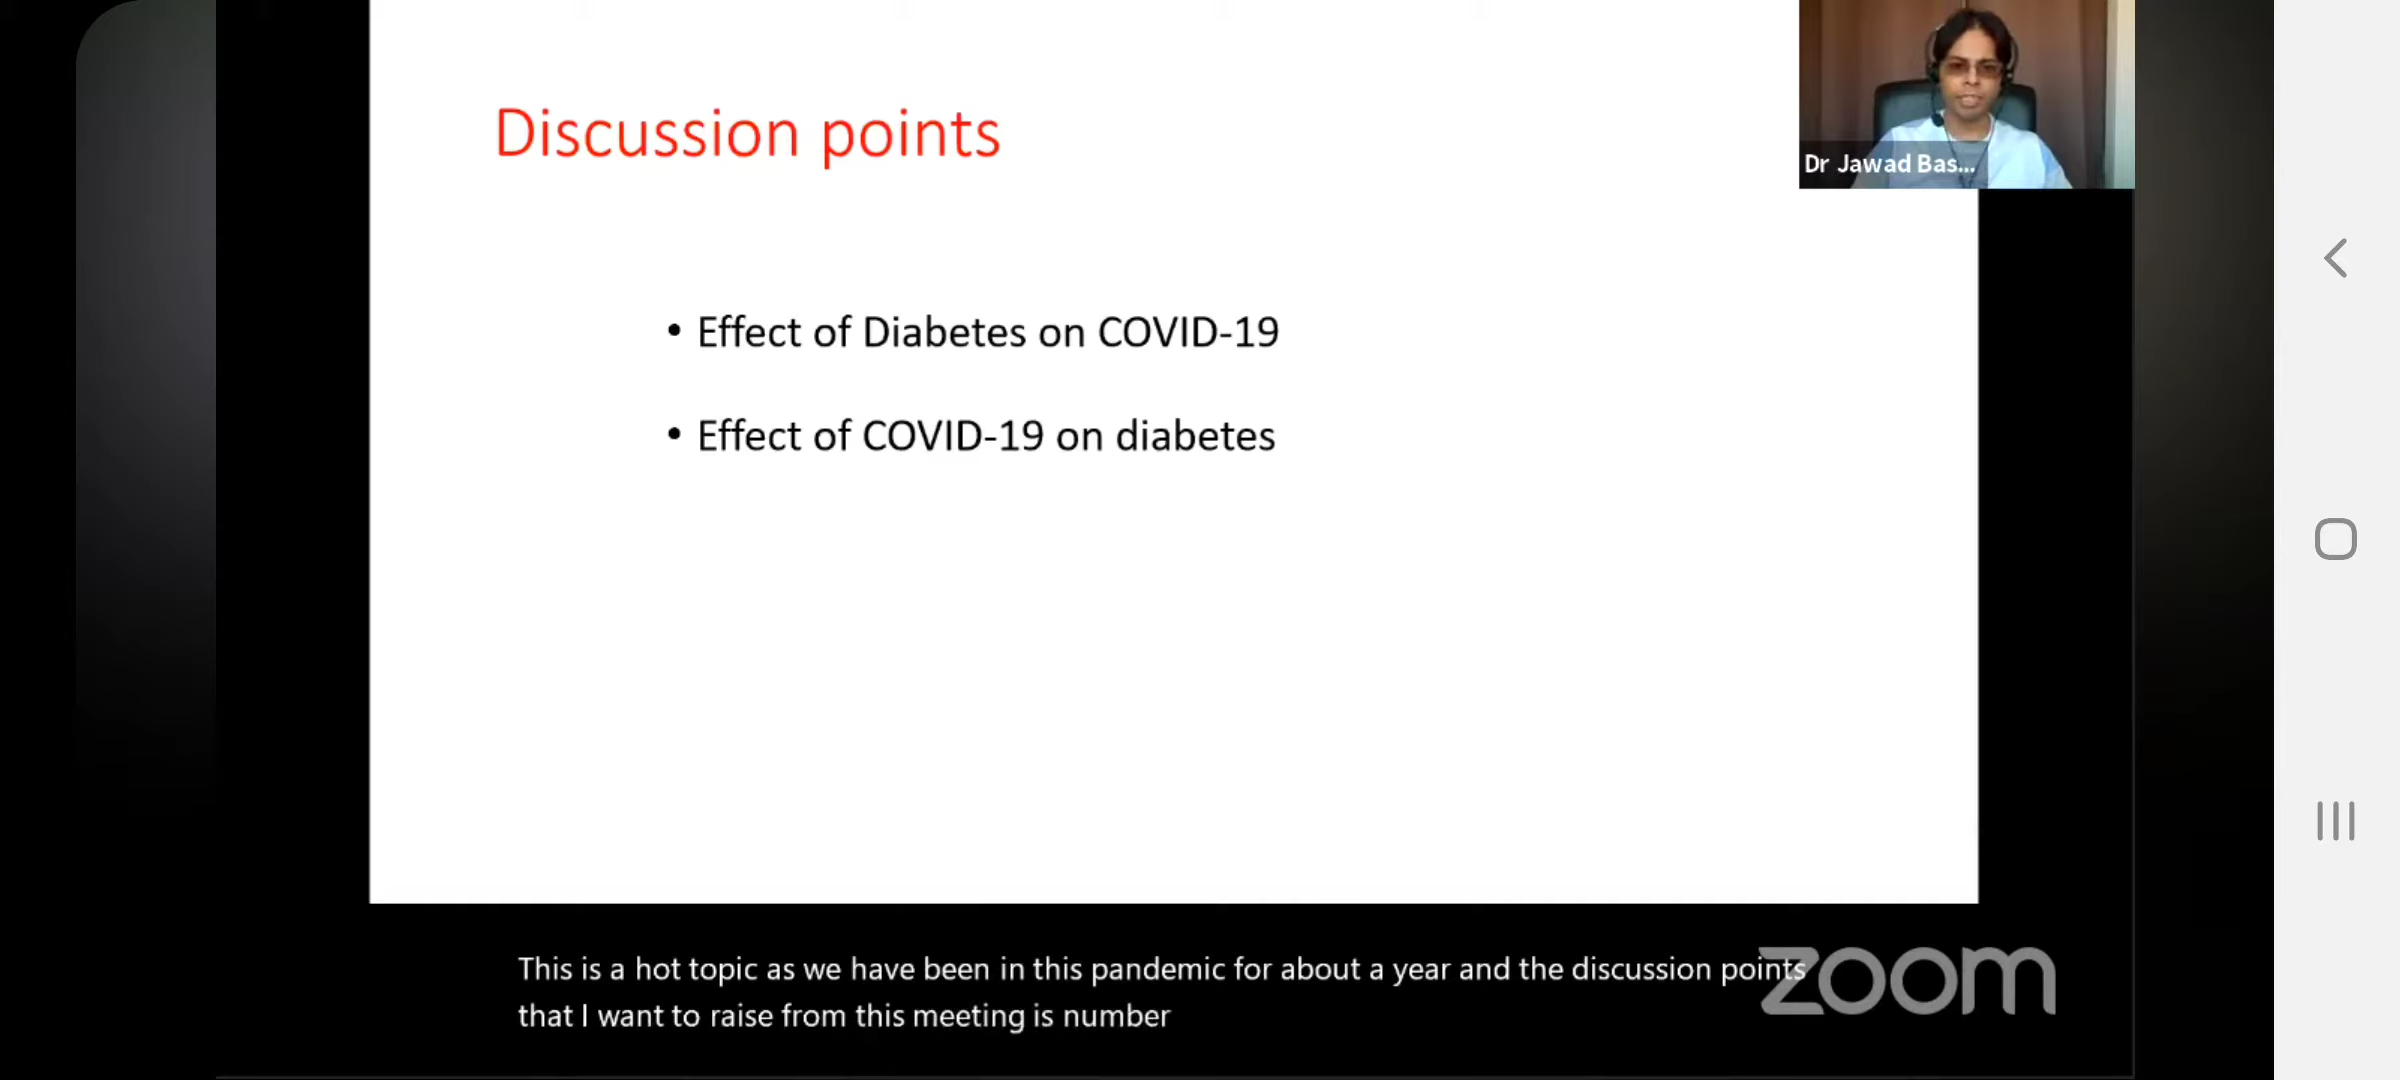 Discussion points
Dr Jawad Bas...
• Effect of Diabetes on COVID-19
• Effect of COVID-19 on diabetes
This is a hot topic as we have been in this pandemic for about a year and the discussion points
that I want to raise from this meeting is number
zoom